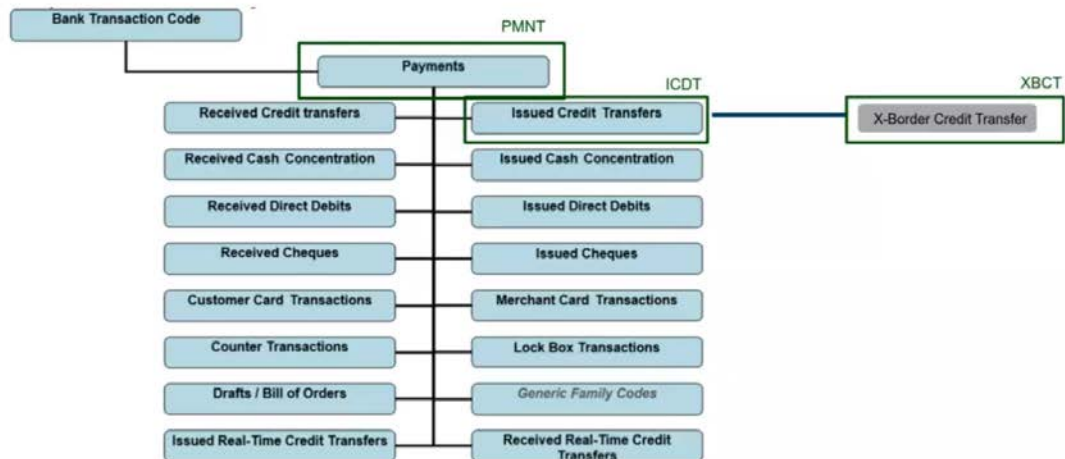 Bank Transaction Code
PMNT
Payments
ICDT
XBCT
Received Credit transfers
Issued Credit Transfers
X-Border Credit Transfer
Received Cash Concentration
Issued Cash Concentration
Received Direct Debits
Issued Direct Debits
Received Cheques
Issued Cheques
Customer Card Transactions
Merchant Card Transactions
Counter Transactions
Lock Box Transactions
Drafts / Bill of Orders
Generic Family Codes
Issued Real-Time Credit Transfers
Received Real-Time Credit
Transfers